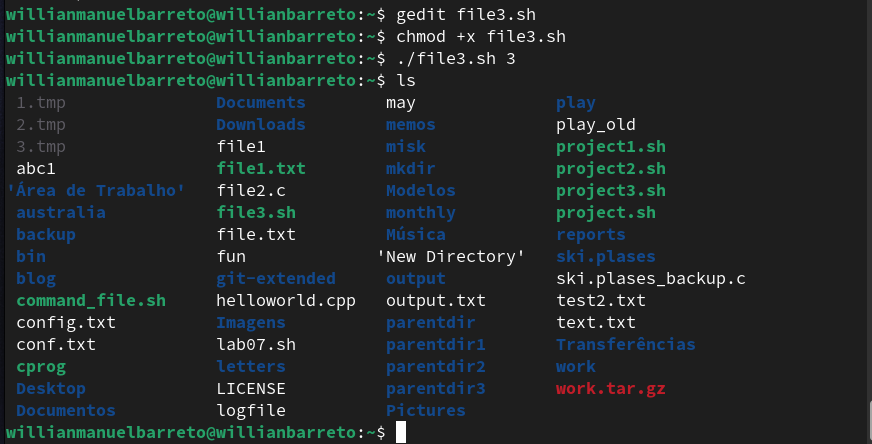 willianmanuelbarreto@willianbarreto:~$ gedit file3.sh
willianmanuelbarreto@willianbarreto:~$ chmod +x file3.sh
willianmanuelbarreto@willianbarreto:~$ ./file3.sh 3
willianmanuelbarreto@willianbarreto:~$ ls
1.tmp Documents may play
2.tmp Downloads memos play_old
3.tmp file1 misk project1.sh
abc1 file1.txt mkdir project2.sh
'Área de Trabalho' file2.c Modelos project3.sh
australia file3.sh monthly project.sh
backup file.txt Música reports
bin fun 'New Directory' ski.plases
blog git-extended output ski.plases_backup.c
command_file.sh helloworld.cpp output.txt test2.txt
config.txt Imagens parentdir text.txt
conf.txt lab07.sh parentdir1 Transferências
cprog letters parentdir2 work
Desktop LICENSE parentdir3 work.tar.gz
Documentos logfile Pictures
willianmanuelbarreto@willianbarreto:~$